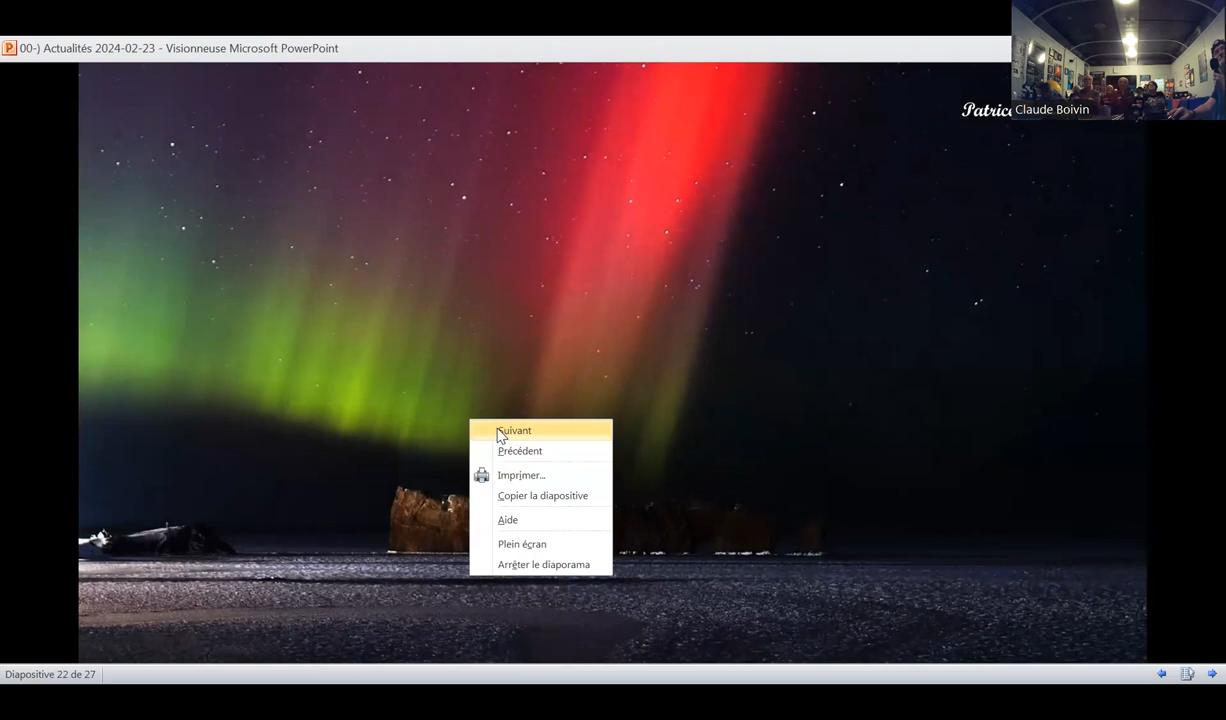 00-) Actualités 2024-02-23 - Visionneuse Microsoft PowerPoint
Claude Boivin
Suivant
Précédent
Imprimer...
Copier la diapositive
Aide
Plein écran
Arrêter le diaporama
Diapositive 22 de 27